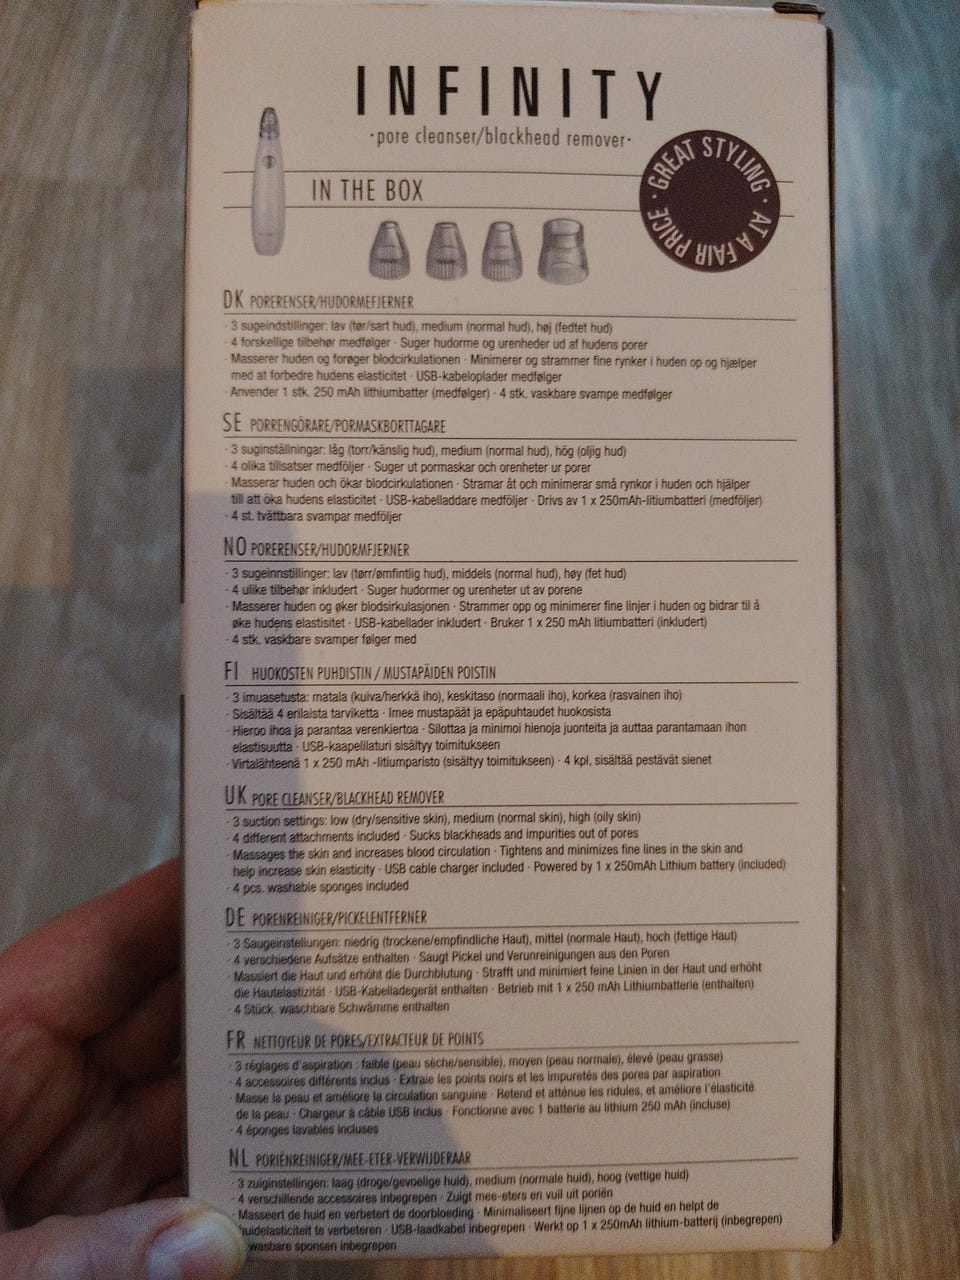 INFINITY
·pore cleanser/blackhead remover·
GREAT STYLING · AT A FAIR PRICE ·
IN THE BOX
DK PORERENSER/HUDORMEFJERNER
· 3 sugeindstillinger: lav (tør/sart hud), medium (normal hud), høj (fedtet hud)
· 4 forskellige tilbehør medfølger · Suger hudorme og urenheder ud af hudens porer
· Masserer huden og forøger blodcirkulationen · Minimerer og strammer fine rynker i huden op og hjælper
med at forbedre hudens elasticitet · USB-kabeloplader medfølger
· Anvender 1 stk. 250 mAh lithiumbatter (medfølger) · 4 stk. vaskbare svampe medfølger
SE PORRENGÖRARE/PORMASKBORTTAGARE
· 3 suginställningar: låg (torr/känslig hud), medium (normal hud), hög (oljig hud)
· 4 olika tillsatser medföljer · Suger ut pormaskar och orenheter ur porer
· Masserar huden och ökar blodcirkulationen · Stramar åt och minimerar små rynkor i huden och hjälper
till att öka hudens elasticitet · USB-kabelladdare medföljer · Drivs av 1 x 250mAh-litiumbatteri (medföljer)
· 4 st. tvättbara svampar medföljer
NO PORERENSER/HUDORMFJERNER
· 3 sugeinnstillinger: lav (tørr/ømfintlig hud), middels (normal hud), høy (fet hud)
· 4 ulike tilbehør inkludert · Suger hudormer og urenheter ut av porene
· Masserer huden og øker blodsirkulasjonen · Strammer opp og minimerer fine linjer i huden og bidrar til å
øke hudens elastisitet · USB-kabellader inkludert · Bruker 1 x 250 mAh litiumbatteri (inkludert)
· 4 stk. vaskbare svamper følger med
FI HUOKOSTEN PUHDISTIN / MUSTAPÄIDEN POISTIN
· 3 imuasetusta: matala (kuiva/herkkä iho), keskitaso (normaali iho), korkea (rasvainen iho)
· Sisältää 4 erilaista tarviketta · Imee mustapäät ja epäpuhtaudet huokosista
· Hieroo ihoa ja parantaa verenkiertoa · Silottaa ja minimoi hienoja juonteita ja auttaa parantamaan ihon
elastisuutta · USB-kaapelilaturi sisältyy toimitukseen
· Virtalähteenä 1 x 250 mAh -litiumparisto (sisältyy toimitukseen) · 4 kpl, sisältää pestävät sienet
UK PORE CLEANSER/BLACKHEAD REMOVER
· 3 suction settings: low (dry/sensitive skin), medium (normal skin), high (oily skin)
· 4 different attachments included · Sucks blackheads and impurities out of pores
· Massages the skin and increases blood circulation · Tightens and minimizes fine lines in the skin and
help increase skin elasticity · USB cable charger included · Powered by 1 x 250mAh Lithium battery (included)
· 4 pcs. washable sponges included
DE PORENREINIGER/PICKELENTFERNER
· 3 Saugeinstellungen: niedrig (trockene/empfindliche Haut), mittel (normale Haut), hoch (fettige Haut)
· 4 verschiedene Aufsätze enthalten · Saugt Pickel und Verunreinigungen aus den Poren
· Massiert die Haut und erhöht die Durchblutung · Strafft und minimiert feine Linien in der Haut und erhöht
die Hautelastizität · USB-Kabelladegerät enthalten · Betrieb mit 1 x 250 mAh Lithiumbatterie (enthalten)
· 4 Stück. waschbare Schwämme enthalten
FR NETTOYEUR DE PORES/EXTRACTEUR DE POINTS
· 3 réglages d'aspiration : faible (peau sèche/sensible), moyen (peau normale), élevé (peau grasse)
· 4 accessoires différents inclus · Extraie les points noirs et les impuretés des pores par aspiration
· Masse la peau et améliore la circulation sanguine · Retend et atténue les ridules, et améliore l'élasticité
de la peau · Chargeur à câble USB inclus · Fonctionne avec 1 batterie au lithium 250 mAh (incluse)
· 4 éponges lavables incluses
NL PORIËNREINIGER/MEE-ETER-VERWIJDERAAR
· 3 zuiginstellingen: laag (droge/gevoelige huid), medium (normale huid), hoog (vettige huid)
· 4 verschillende accessoires inbegrepen · Zuigt mee-eters en vuil uit poriën
· Masseert de huid en verbetert de doorbloeding · Minimaliseert fijne lijnen op de huid en helpt de
huidelasticiteit te verbeteren · USB-laadkabel inbegrepen · Werkt op 1 x 250mAh lithium-batterij (inbegrepen)
wasbare sponsen inbegrepen